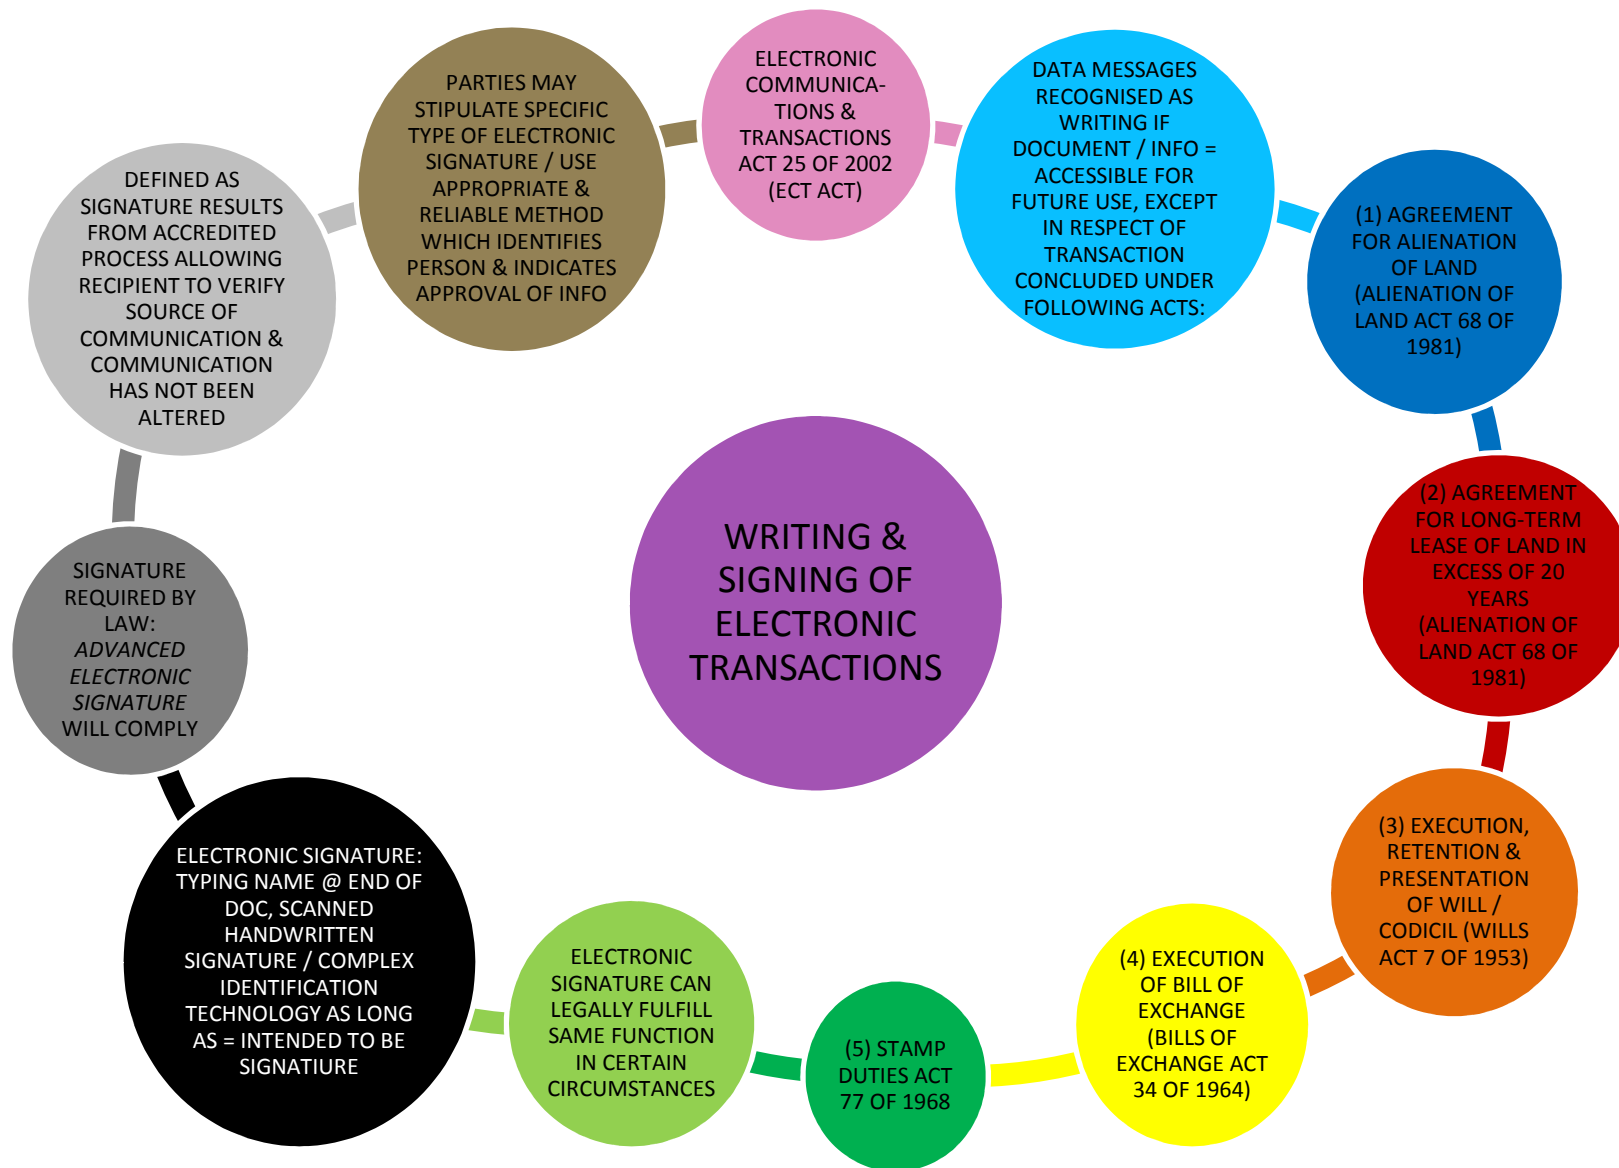 ELECTRONIC
COMMUNICA-
TIONS &
TRANSACTIONS
ACT 25 OF 2002
(ECT ACT)
DATA MESSAGES
RECOGNISED AS
WRITING IF
DOCUMENT / INFO =
ACCESSIBLE FOR
FUTURE USE, EXCEPT
IN RESPECT OF
TRANSACTION
CONCLUDED UNDER
FOLLOWING ACTS:
(1) AGREEMENT
FOR ALIENATION
OF LAND
(ALIENATION OF
LAND ACT 68 OF
1981)
(2) AGREEMENT
FOR LONG-TERM
LEASE OF LAND IN
EXCESS OF 20
YEARS
(ALIENATION OF
LAND ACT 68 OF
1981)
(3) EXECUTION,
RETENTION &
PRESENTATION
OF WILL /
CODICIL (WILLS
ACT 7 OF 1953)
(4) EXECUTION
OF BILL OF
EXCHANGE
(BILLS OF
EXCHANGE ACT
34 OF 1964)
(5) STAMP
DUTIES ACT
77 OF 1968
ELECTRONIC
SIGNATURE CAN
LEGALLY FULFILL
SAME FUNCTION
IN CERTAIN
CIRCUMSTANCES
ELECTRONIC SIGNATURE:
TYPING NAME @ END OF
DOC, SCANNED
HANDWRITTEN
SIGNATURE / COMPLEX
IDENTIFICATION
TECHNOLOGY AS LONG
AS = INTENDED TO BE
SIGNATIURE
SIGNATURE
REQUIRED BY
LAW:
ADVANCED
ELECTRONIC
SIGNATURE
WILL COMPLY
DEFINED AS
SIGNATURE RESULTS
FROM ACCREDITED
PROCESS ALLOWING
RECIPIENT TO VERIFY
SOURCE OF
COMMUNICATION &
COMMUNICATION
HAS NOT BEEN
ALTERED
PARTIES MAY
STIPULATE SPECIFIC
TYPE OF ELECTRONIC
SIGNATURE / USE
APPROPRIATE &
RELIABLE METHOD
WHICH IDENTIFIES
PERSON & INDICATES
APPROVAL OF INFO
WRITING &
SIGNING OF
ELECTRONIC
TRANSACTIONS